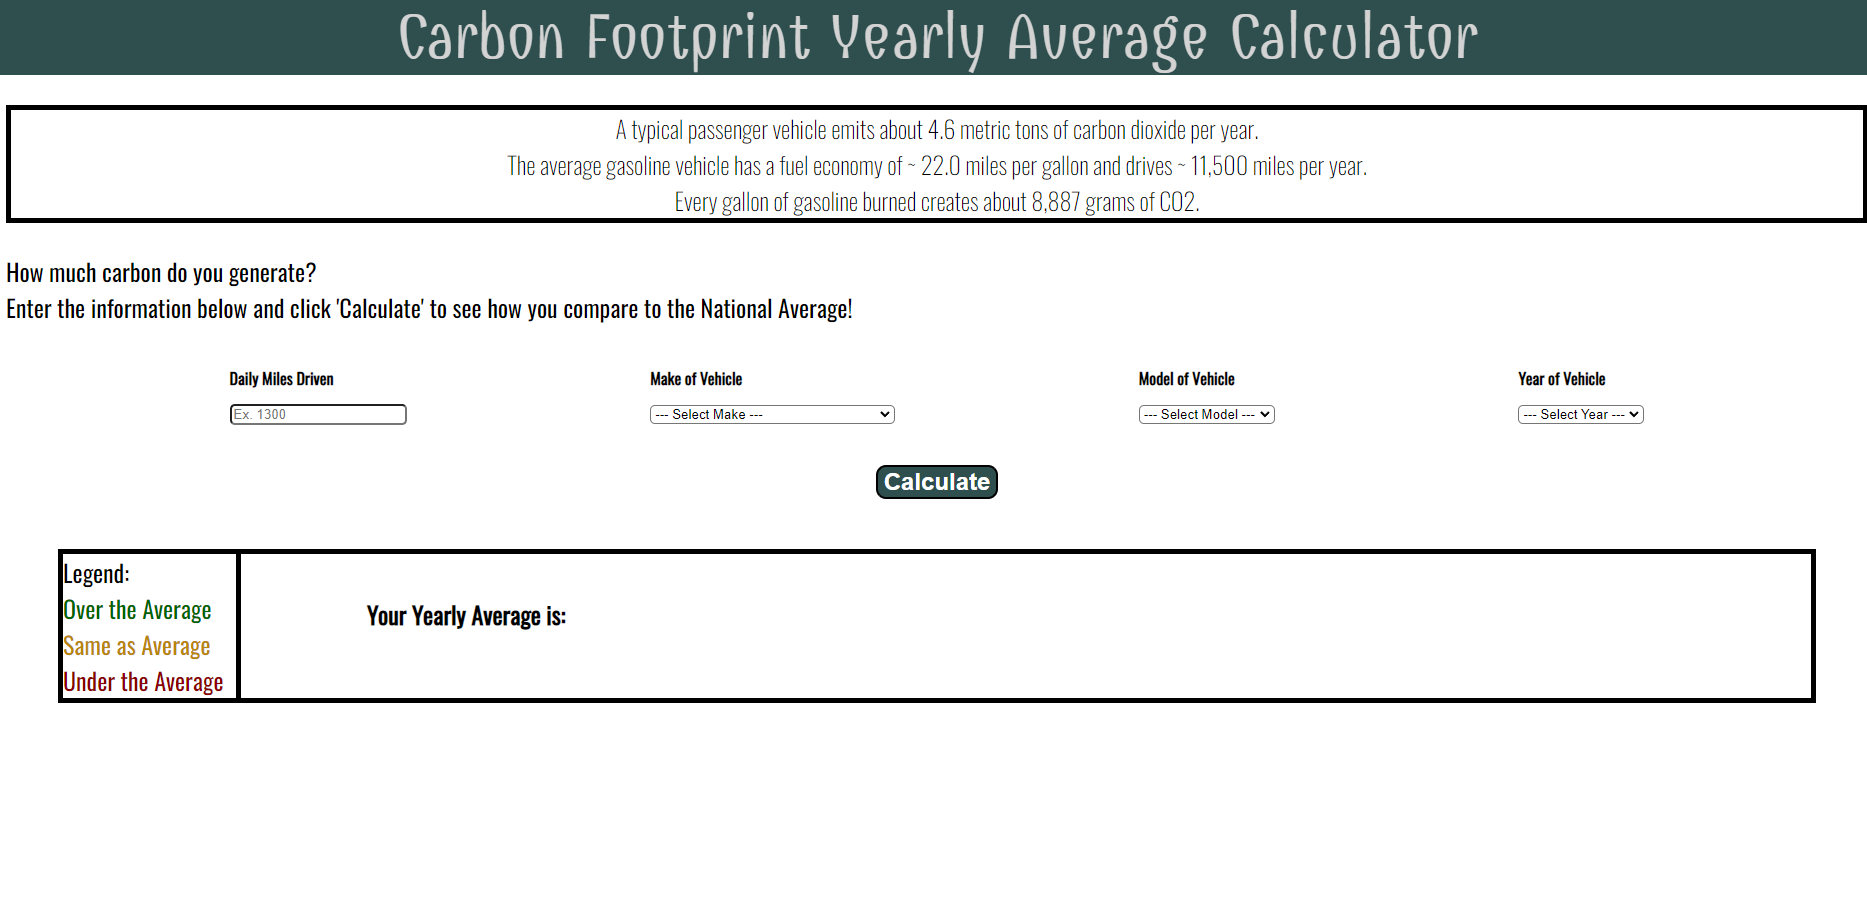 Carbon Footprint Yearly Average Calculator
A typical passenger vehicle emits about 4.6 metric tons of carbon dioxide per year.
The average gasoline vehicle has a fuel economy of ~ 22.0 miles per gallon and drives ~ 11,500 miles per year.
Every gallon of gasoline burned creates about 8,887 grams of CO2.
How much carbon do you generate?
Enter the information below and click 'Calculate' to see how you compare to the National Average!
Daily Miles Driven
Ex. 1300
Make of Vehicle
--- Select Make ---
Model of Vehicle
--- Select Model ---
Year of Vehicle
--- Select Year ---
Calculate
Legend:
Over the Average
Same as Average
Under the Average
Your Yearly Average is: